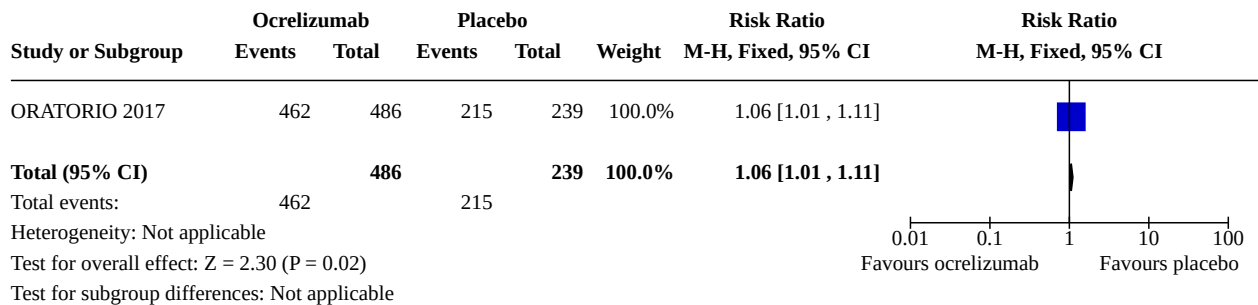 Ocrelizumab Placebo Risk Ratio Risk Ratio
Study or Subgroup Events Total Events Total Weight M-H, Fixed, 95% CI M-H, Fixed, 95% CI
ORATORIO 2017 462 486 215 239 100.0% 1.06 [1.01 , 1.11]
Total (95% CI) 486 239 100.0% 1.06 [1.01 , 1.11]
Total events: 462 215
Heterogeneity: Not applicable 0.01 0.1 1 10 100
Test for overall effect: Z = 2.30 (P = 0.02) Favours ocrelizumab Favours placebo
Test for subgroup differences: Not applicable